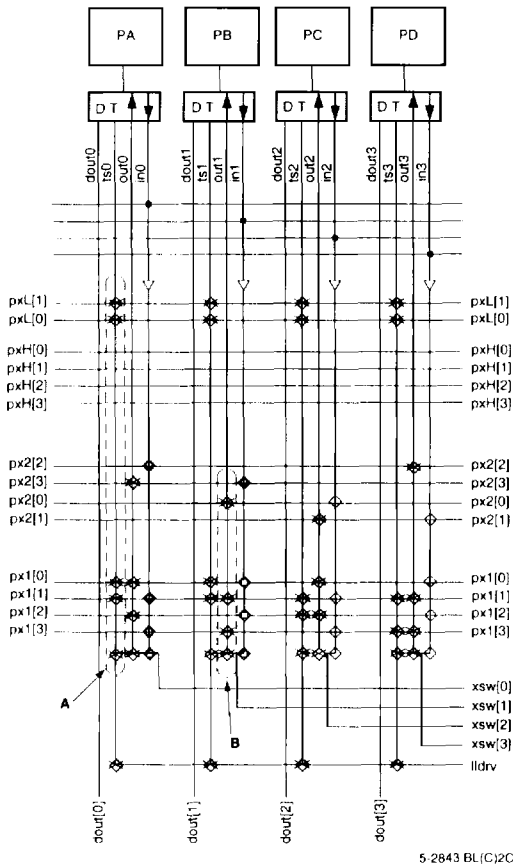 PA PB PC PD
D T D T D T D T
dout0 ts0 out0 in0 dout1 ts1 out1 in1 dout2 ts2 out2 in2 dout3 ts3 out3 in3
pxL[1] pxL[1]
pxL[0] pxL[0]
pxH[0] pxH[0]
pxH[1] pxH[1]
pxH[2] pxH[2]
pxH[3] pxH[3]
px2[2] px2[2]
px2[3] px2[3]
px2[0] px2[0]
px2[1] px2[1]
px1[0] px1[0]
px1[1] px1[1]
px1[2] px1[2]
px1[3] px1[3]
xsw[0]
A
xsw[1]
xsw[2]
B
xsw[3]
lldrv
dout[0] dout[1] dout[2] dout[3]
5-2843 BL(C)2C